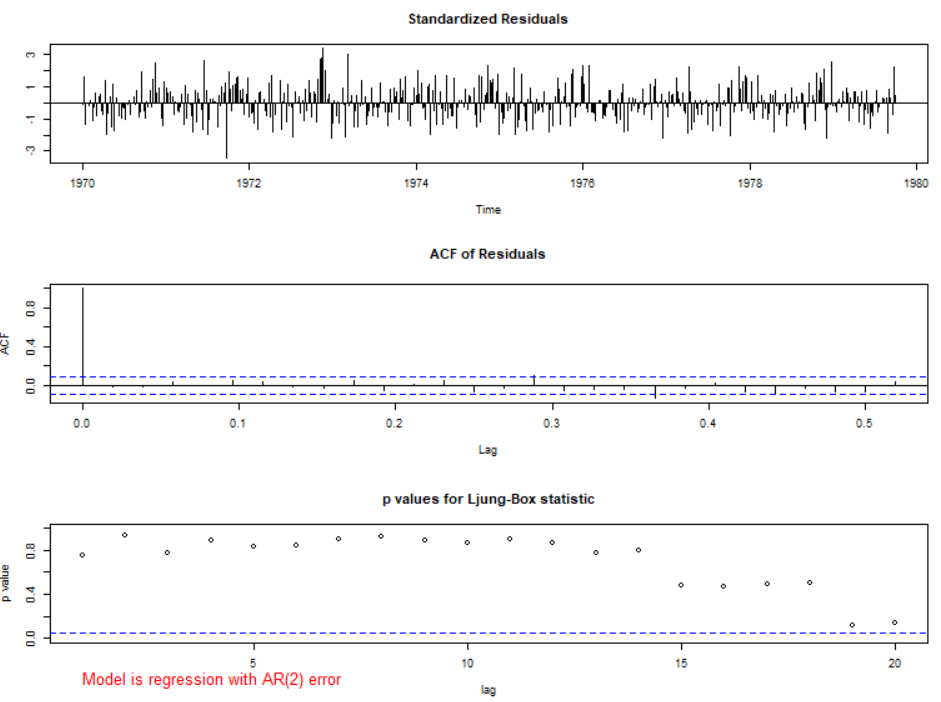 Standardized Residuals
3
1
-1
-3
1970 1972 1974 1976 1978 1980
Time
ACF of Residuals
ACF
0.8
0.4
0.0
0.0 0.1 0.2 0.3 0.4 0.5
Lag
p values for Ljung-Box statistic
p value
0.8
0.4
0.0
5 10 15 20
Model is regression with AR(2) error
lag